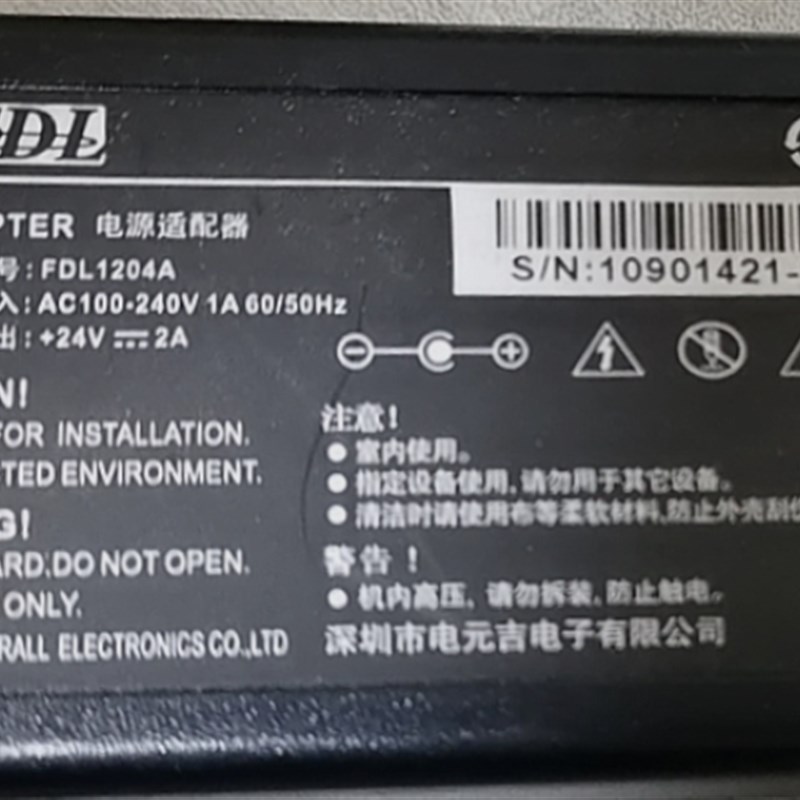 FDL
PTER 电源适配器
号: FDL1204A
入: AC100-240V 1A 60/50Hz
出: +24V ⎓ 2A
S/N:10901421-
N!
FOR INSTALLATION.
TED ENVIRONMENT.
G!
ARD.DO NOT OPEN.
ONLY.
RALL ELECTRONICS CO.,LTD
注意!
● 室内使用。
● 指定设备使用,请勿用于其它设备。
● 清洁时请使用布等柔软材料,防止外壳刮
警告!
● 机内高压, 请勿拆装,防止触电。
深圳市电元吉电子有限公司